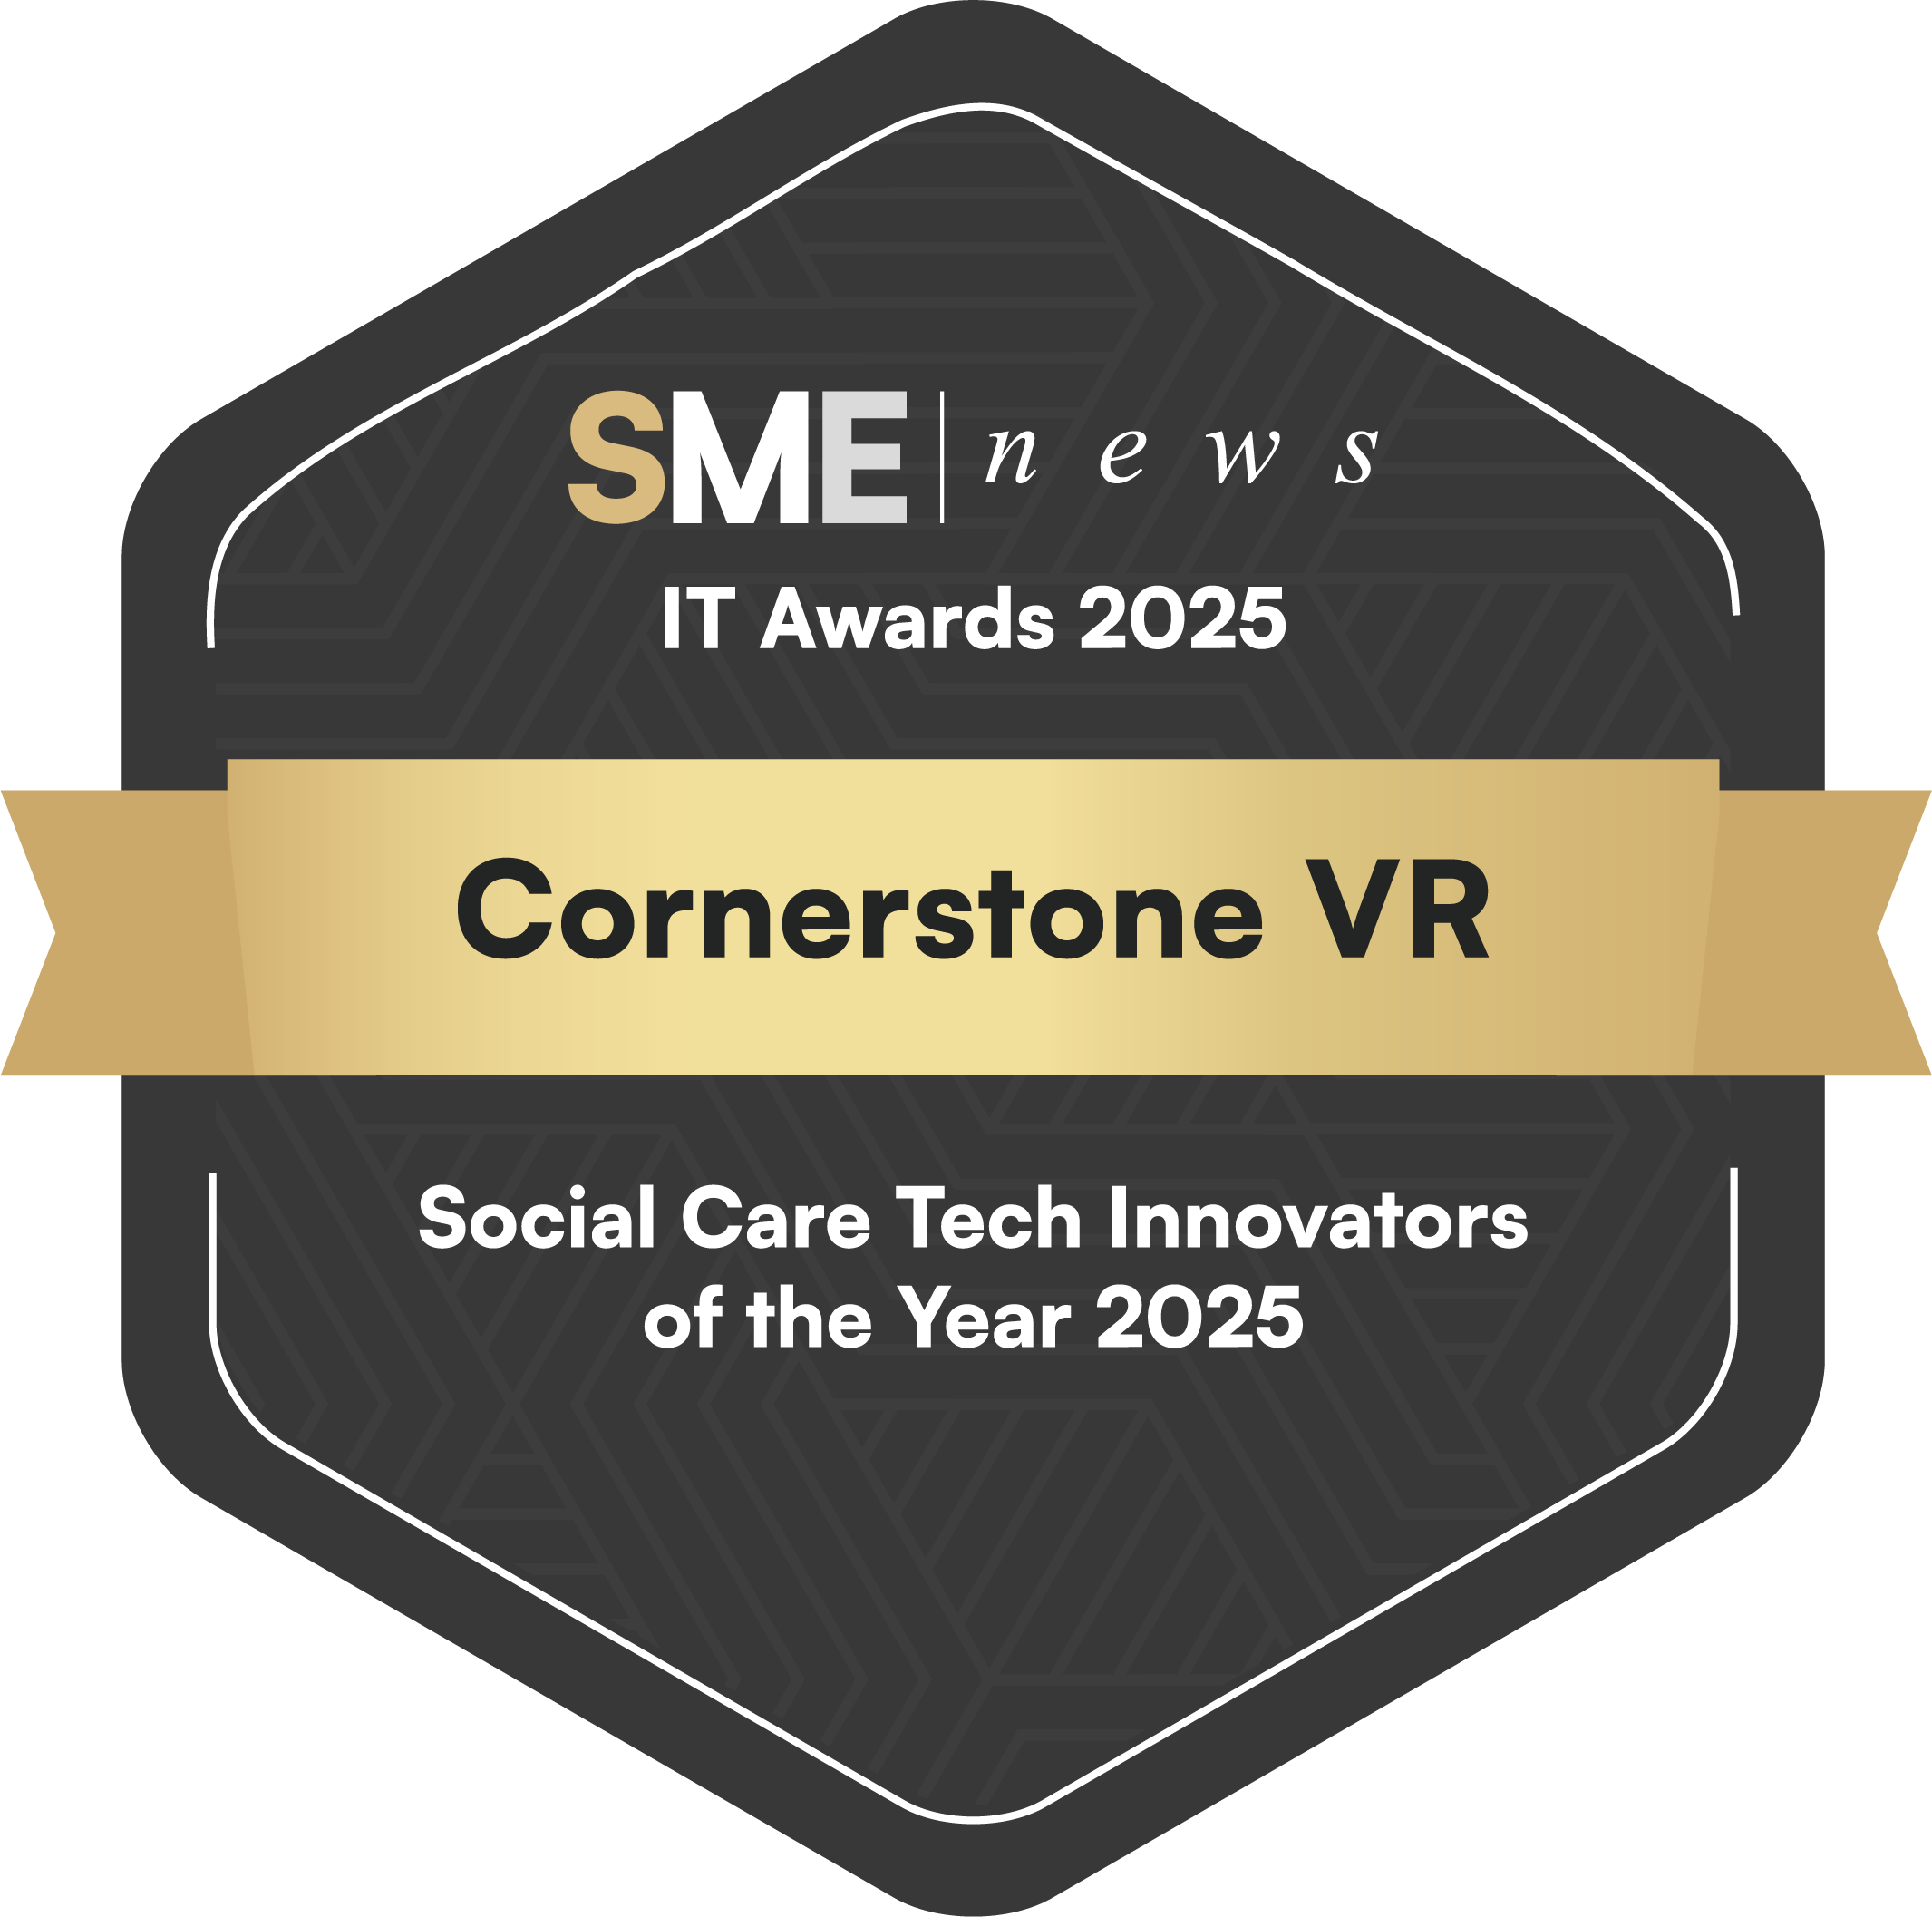 SME news
IT Awards 2025
Cornerstone VR
Social Care Tech Innovators
of the Year 2025